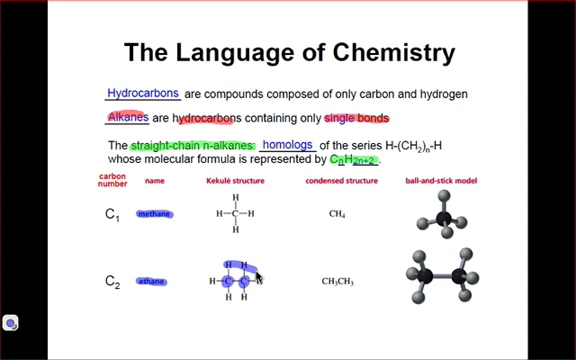 The Language of Chemistry
Hydrocarbons are compounds composed of only carbon and hydrogen
Alkanes are hydrocarbons containing only single bonds
The straight-chain n-alkanes: homologs of the series H-(CH2)n-H
whose molecular formula is represented by CnH2n+2.
carbon number name Kekulé structure condensed structure ball-and-stick model
H
C1 methane H—C—H CH4
H
H H
C2 ethane H—C—C— CH3CH3
H H